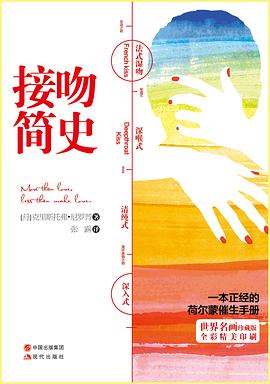 接吻
简史
More than love,
less than make love.
[丹]克里斯托弗·尼罗普 著
张 璐 译
中国出版集团
现代出版社
法式湿吻
French kiss
深喉式
Deepthroat
Kiss
清纯式
深入式
一本正经的
荷尔蒙催生手册
世界名画珍藏版
全彩精美印刷